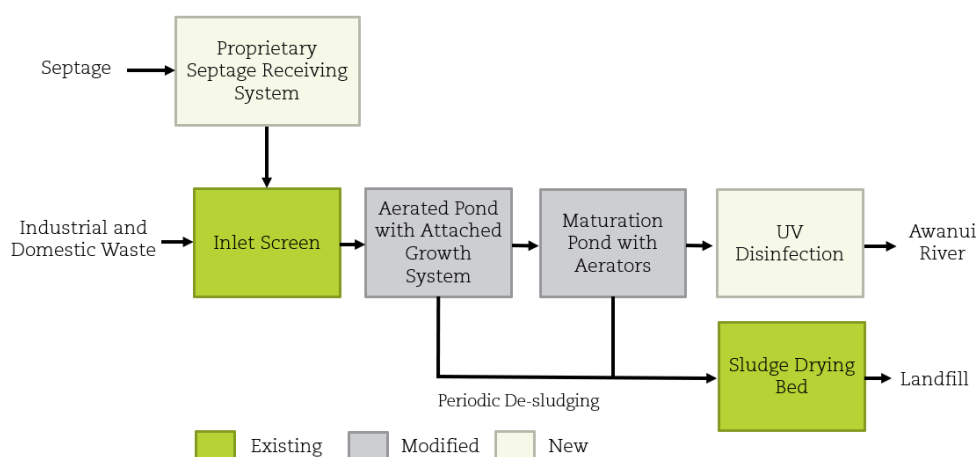 Septage
Proprietary
Septage Receiving
System
Industrial and
Domestic Waste
Inlet Screen
Aerated Pond
with Attached
Growth
System
Maturation
Pond with
Aerators
UV
Disinfection
Awanui
River
Sludge Drying
Bed
Landfill
Periodic De-sludging
Existing
Modified
New